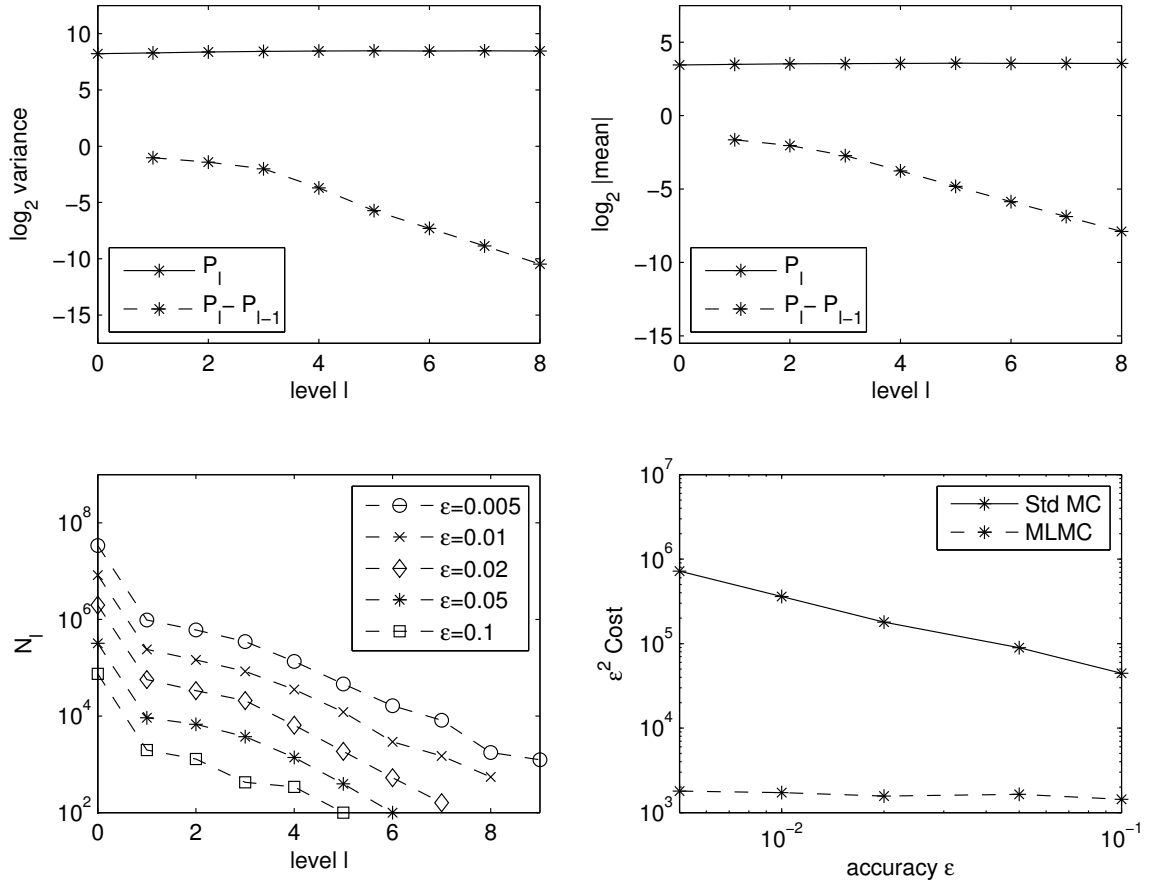 10
5
0
−5
−10
−15
log2 variance
0 2 4 6 8
level l
P_l
P_l − P_l−1
5
0
−5
−10
−15
log2 |mean|
0 2 4 6 8
level l
P_l
P_l − P_l−1
10^8
10^6
10^4
10^2
N_l
0 2 4 6 8
level l
ε=0.005
ε=0.01
ε=0.02
ε=0.05
ε=0.1
10^7
10^6
10^5
10^4
10^3
ε^2 Cost
10^−2 10^−1
accuracy ε
Std MC
MLMC